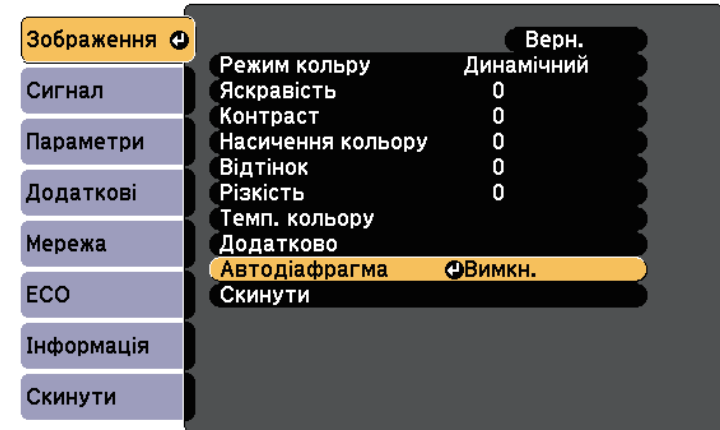 Зображення
Сигнал
Параметри
Додаткові
Мережа
ECO
Інформація
Скинути
Верн.
Режим кольру Динамічний
Яскравість 0
Контраст 0
Насичення кольору 0
Відтінок 0
Різкість 0
Темп. кольору
Додатково
Автодіафрагма Вимкн.
Скинути